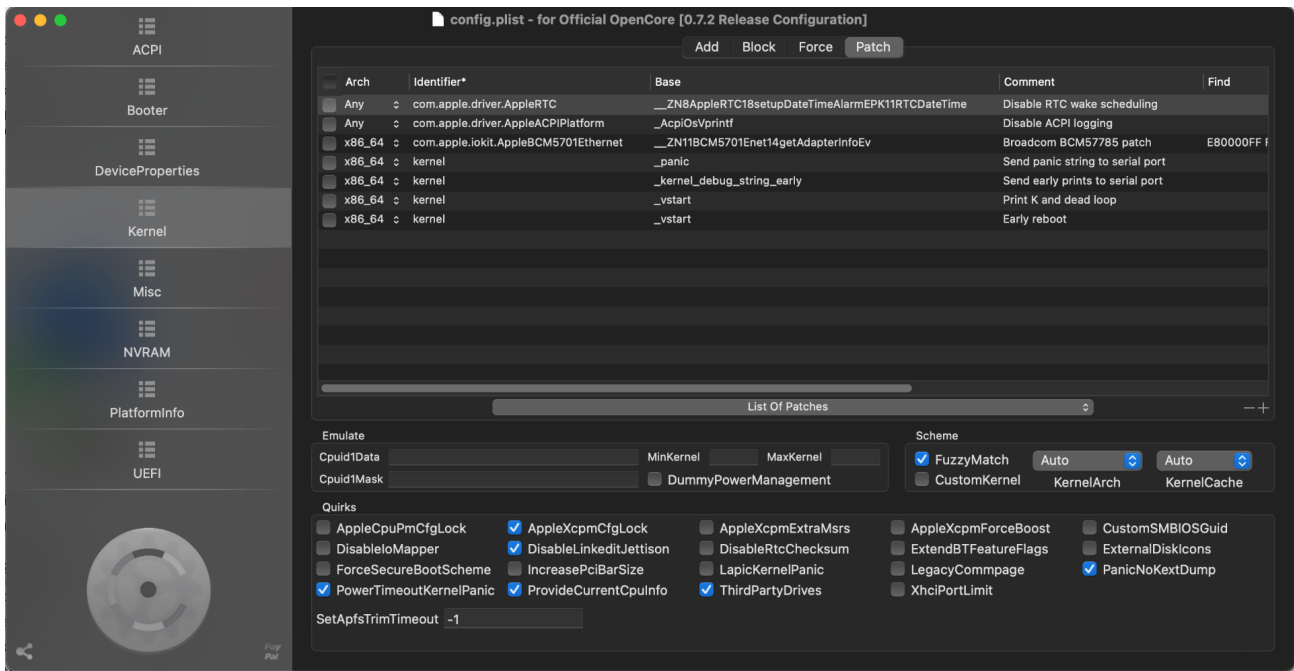 config.plist - for Official OpenCore [0.7.2 Release Configuration]
ACPI
Booter
DeviceProperties
Kernel
Misc
NVRAM
PlatformInfo
UEFI
PayPal
Add Block Force Patch
Arch Identifier* Base Comment Find
Any com.apple.driver.AppleRTC __ZN8AppleRTC18setupDateTimeAlarmEPK11RTCDateTime Disable RTC wake scheduling
Any com.apple.driver.AppleACPIPlatform _AcpiOsVprintf Disable ACPI logging
x86_64 com.apple.iokit.AppleBCM5701Ethernet __ZN11BCM5701Enet14getAdapterInfoEv Broadcom BCM57785 patch E80000FF
x86_64 kernel _panic Send panic string to serial port
x86_64 kernel _kernel_debug_string_early Send early prints to serial port
x86_64 kernel _vstart Print K and dead loop
x86_64 kernel _vstart Early reboot
List Of Patches
Emulate
Cpuid1Data MinKernel MaxKernel
Cpuid1Mask DummyPowerManagement
Scheme
FuzzyMatch Auto Auto
CustomKernel KernelArch KernelCache
Quirks
AppleCpuPmCfgLock AppleXcpmCfgLock AppleXcpmExtraMsrs AppleXcpmForceBoost CustomSMBIOSGuid
DisableIoMapper DisableLinkeditJettison DisableRtcChecksum ExtendBTFeatureFlags ExternalDiskIcons
ForceSecureBootScheme IncreasePciBarSize LapicKernelPanic LegacyCommpage PanicNoKextDump
PowerTimeoutKernelPanic ProvideCurrentCpuInfo ThirdPartyDrives XhciPortLimit
SetApfsTrimTimeout -1